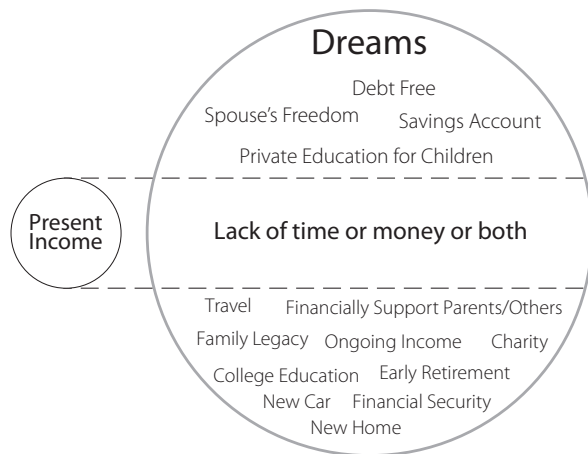 Dreams
Debt Free
Spouse's Freedom
Savings Account
Private Education for Children
Present
Income
Lack of time or money or both
Travel
Financially Support Parents/Others
Family Legacy
Ongoing Income
Charity
College Education
Early Retirement
New Car
Financial Security
New Home